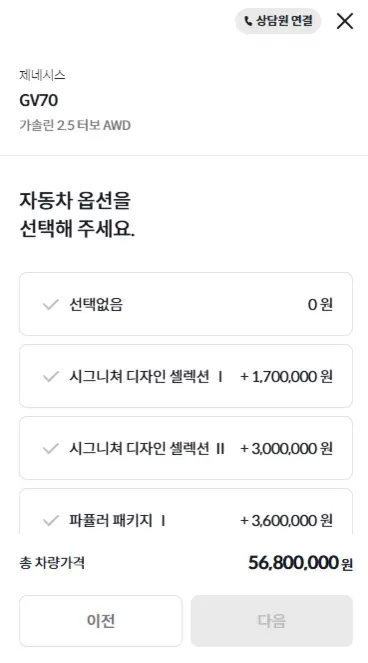 상담원 연결
제네시스
GV70
가솔린 2.5 터보 AWD
자동차 옵션을
선택해 주세요.
선택없음 0 원
시그니쳐 디자인 셀렉션 Ⅰ + 1,700,000 원
시그니쳐 디자인 셀렉션 Ⅱ + 3,000,000 원
파퓰러 패키지 Ⅰ + 3,600,000 원
총 차량가격 56,800,000 원
이전 다음